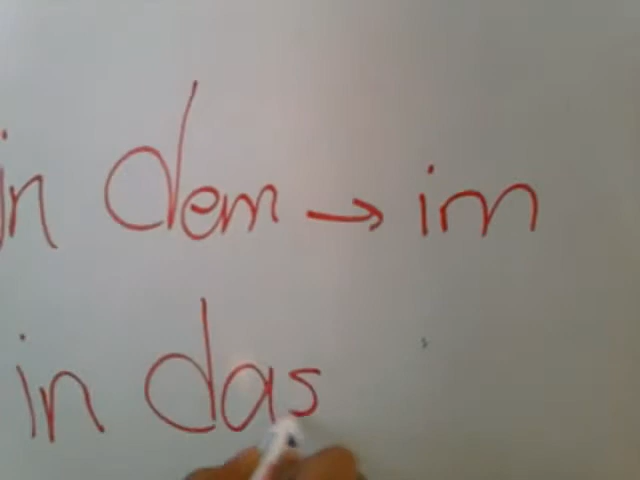 in dem → im
in das